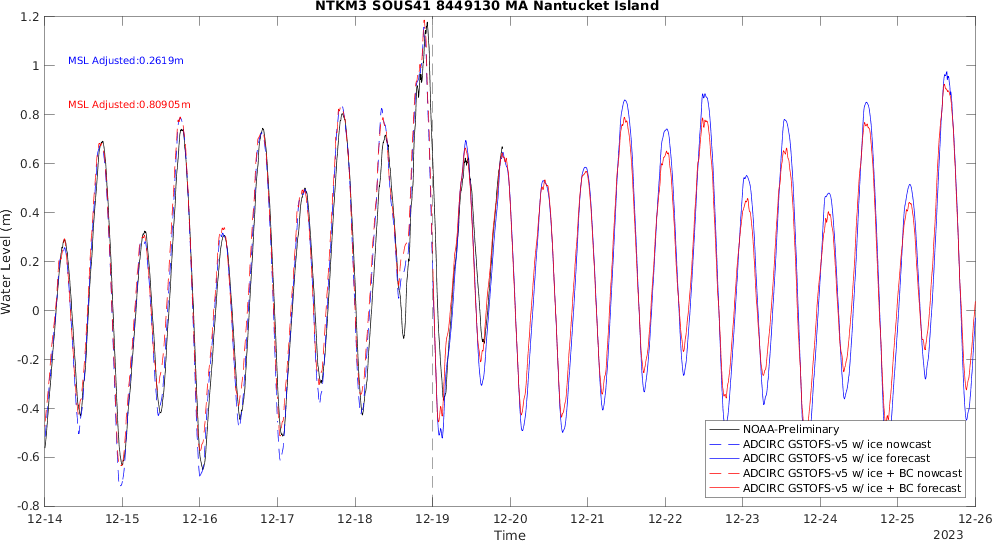 NTKM3 SOUS41 8449130 MA Nantucket Island
MSL Adjusted:0.2619m
MSL Adjusted:0.80905m
Water Level (m)
1.2
1
0.8
0.6
0.4
0.2
0
-0.2
-0.4
-0.6
-0.8
NOAA-Preliminary
ADCIRC GSTOFS-v5 w/ ice nowcast
ADCIRC GSTOFS-v5 w/ ice forecast
ADCIRC GSTOFS-v5 w/ ice + BC nowcast
ADCIRC GSTOFS-v5 w/ ice + BC forecast
12-14 12-15 12-16 12-17 12-18 12-19 12-20 12-21 12-22 12-23 12-24 12-25 12-26
Time
2023